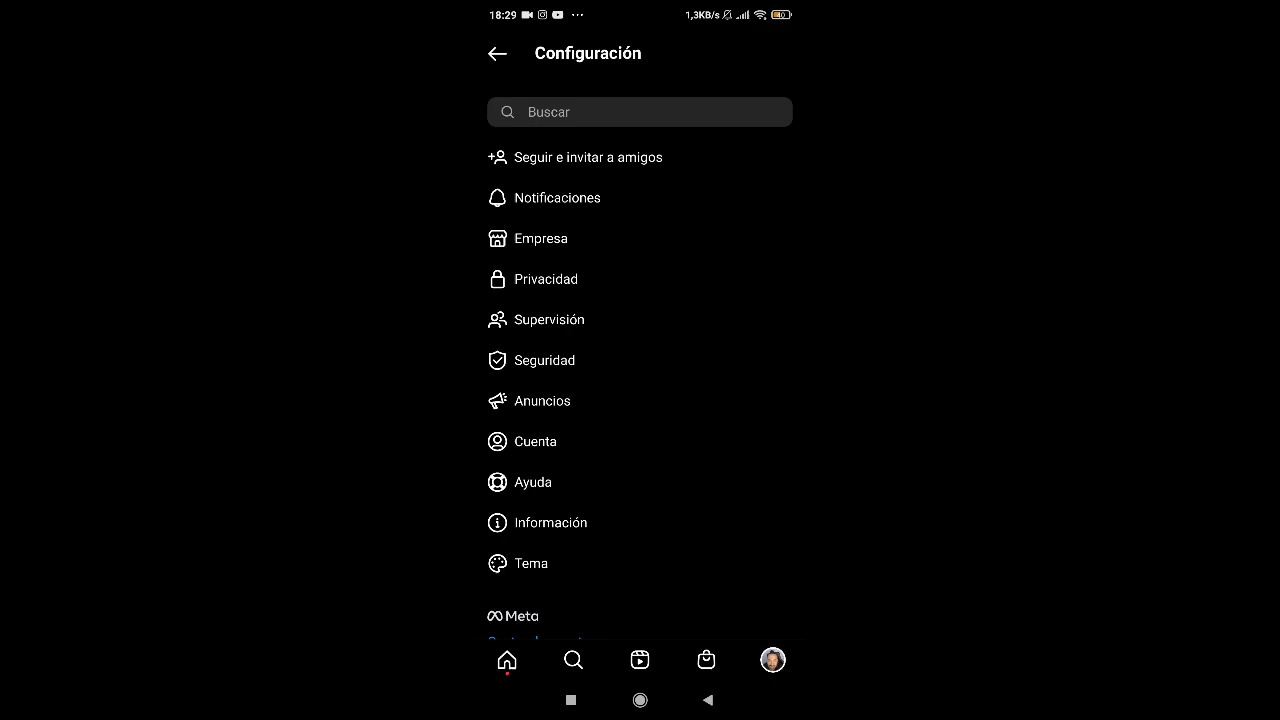 18:29 1,3KB/s
Configuración
Buscar
Seguir e invitar a amigos
Notificaciones
Empresa
Privacidad
Supervisión
Seguridad
Anuncios
Cuenta
Ayuda
Información
Tema
Meta